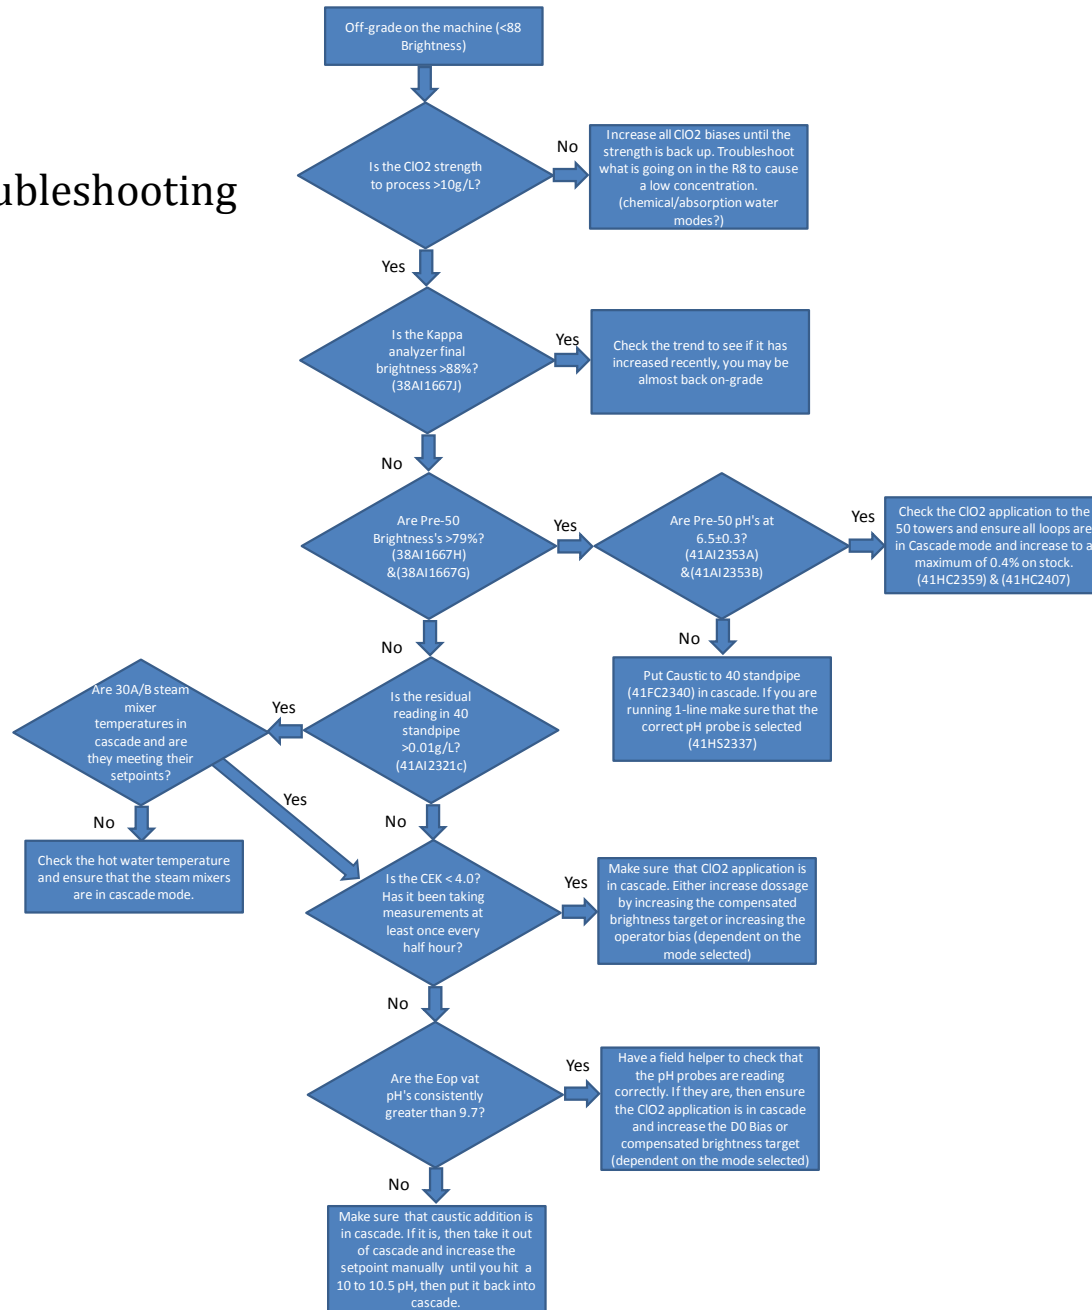 Off-grade on the machine (<88
Brightness)
ubleshooting
Is the ClO2 strength
to process >10g/L?
No
Increase all ClO2 biases until the
strength is back up. Troubleshoot
what is going on in the R8 to cause
a low concentration.
(chemical/absorption water
modes?)
Yes
Is the Kappa
analyzer final
brightness >88%?
(38AI1667J)
Yes
Check the trend to see if it has
increased recently, you may be
almost back on-grade
No
Are Pre-50
Brightness's >79%?
(38AI1667H)
&(38AI1667G)
Yes
Are Pre-50 pH's at
6.5±0.3?
(41AI2353A)
&(41AI2353B)
Yes
Check the ClO2 application to the
50 towers and ensure all loops are
in Cascade mode and increase to a
maximum of 0.4% on stock.
(41HC2359) & (41HC2407)
No
Put Caustic to 40 standpipe
(41FC2340) in cascade. If you are
running 1-line make sure that the
correct pH probe is selected
(41HS2337)
No
Is the residual
reading in 40
standpipe
>0.01g/L?
(41AI2321c)
Yes
Are 30A/B steam
mixer
temperatures in
cascade and are
they meeting their
setpoints?
Yes
No
Check the hot water temperature
and ensure that the steam mixers
are in cascade mode.
No
Is the CEK < 4.0?
Has it been taking
measurements at
least once every
half hour?
Yes
Make sure that ClO2 application is
in cascade. Either increase dossage
by increasing the compensated
brightness target or increasing the
operator bias (dependent on the
mode selected)
No
Are the Eop vat
pH's consistently
greater than 9.7?
Yes
Have a field helper to check that
the pH probes are reading
correctly. If they are, then ensure
the ClO2 application is in cascade
and increase the D0 Bias or
compensated brightness target
(dependent on the mode selected)
No
Make sure that caustic addition is
in cascade. If it is, then take it out
of cascade and increase the
setpoint manually until you hit a
10 to 10.5 pH, then put it back into
cascade.